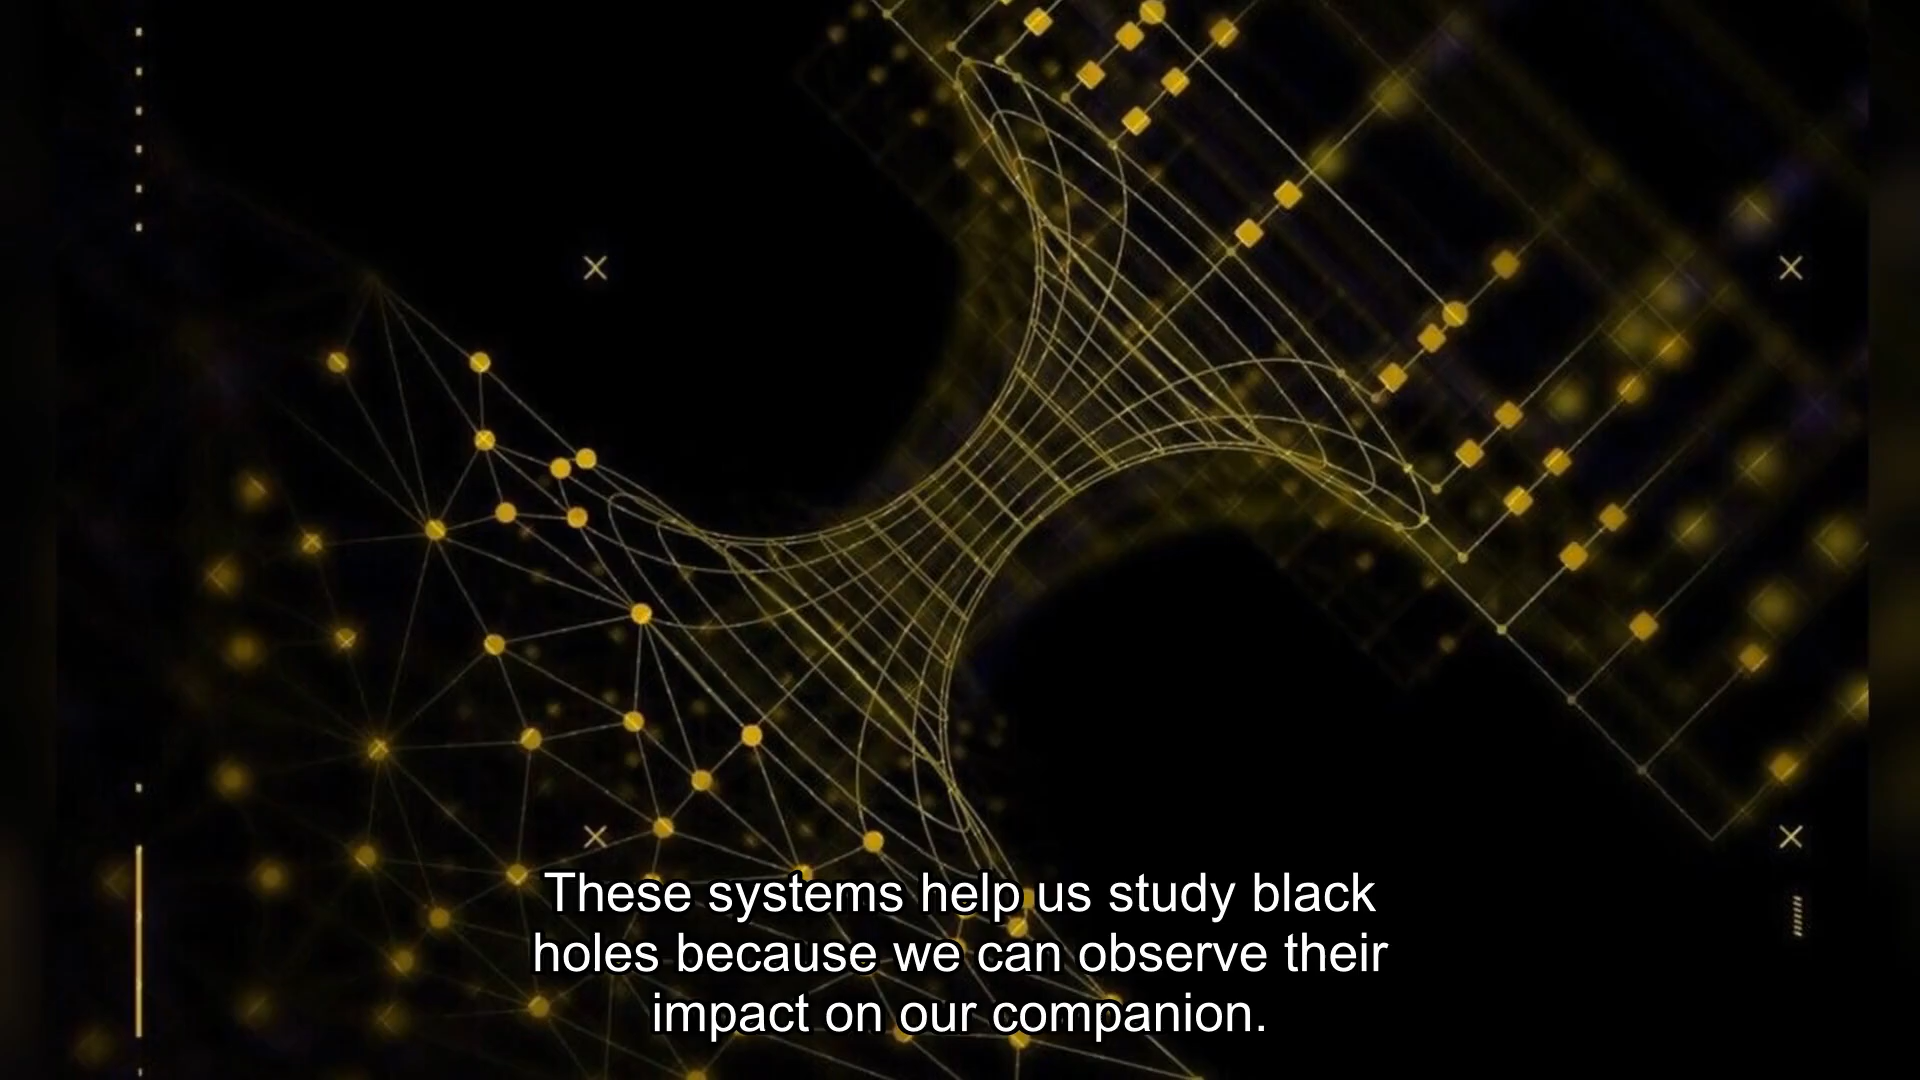 These systems help us study black
holes because we can observe their
impact on our companion.